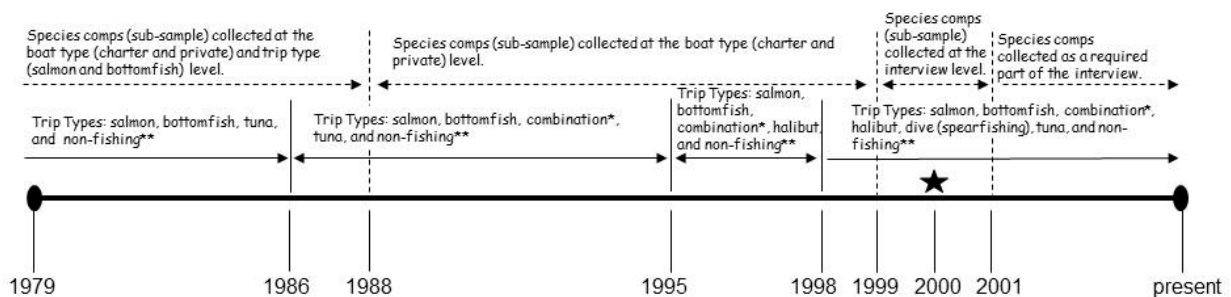 Species comps (sub-sample) collected at the
boat type (charter and private) and trip type
(salmon and bottomfish) level.
Species comps (sub-sample) collected at the boat type (charter and
private) level.
Species comps
(sub-sample)
collected at the
interview level.
Species comps
collected as a required
part of the interview.
Trip Types: salmon, bottomfish, tuna,
and non-fishing**
Trip Types: salmon, bottomfish, combination*,
tuna, and non-fishing**
Trip Types: salmon,
bottomfish,
combination*, halibut,
and non-fishing**
Trip Types: salmon, bottomfish, combination*,
halibut, dive (spearfishing), tuna, and non-
fishing**
1979
1986
1988
1995
1998
1999
2000
2001
present